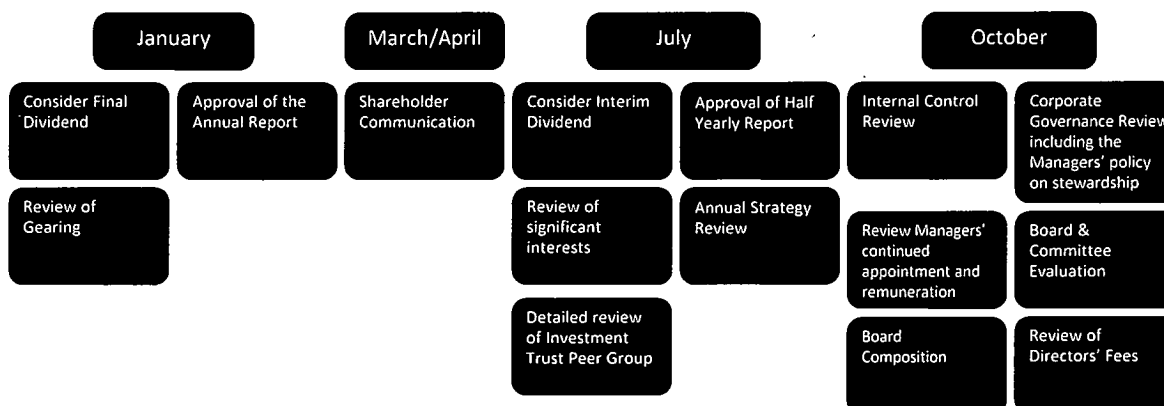 January
Consider Final
Dividend
Approval of the
Annual Report
Review of
Gearing
March/April
Shareholder
Communication
July
Consider Interim
Dividend
Approval of Half
Yearly Report
Review of
significant
interests
Annual Strategy
Review
Detailed review
of Investment
Trust Peer Group
October
Internal Control
Review
Corporate
Governance Review
including the
Managers' policy
on stewardship
Review Managers'
continued
appointment and
remuneration
Board &
Committee
Evaluation
Board
Composition
Review of
Directors' Fees